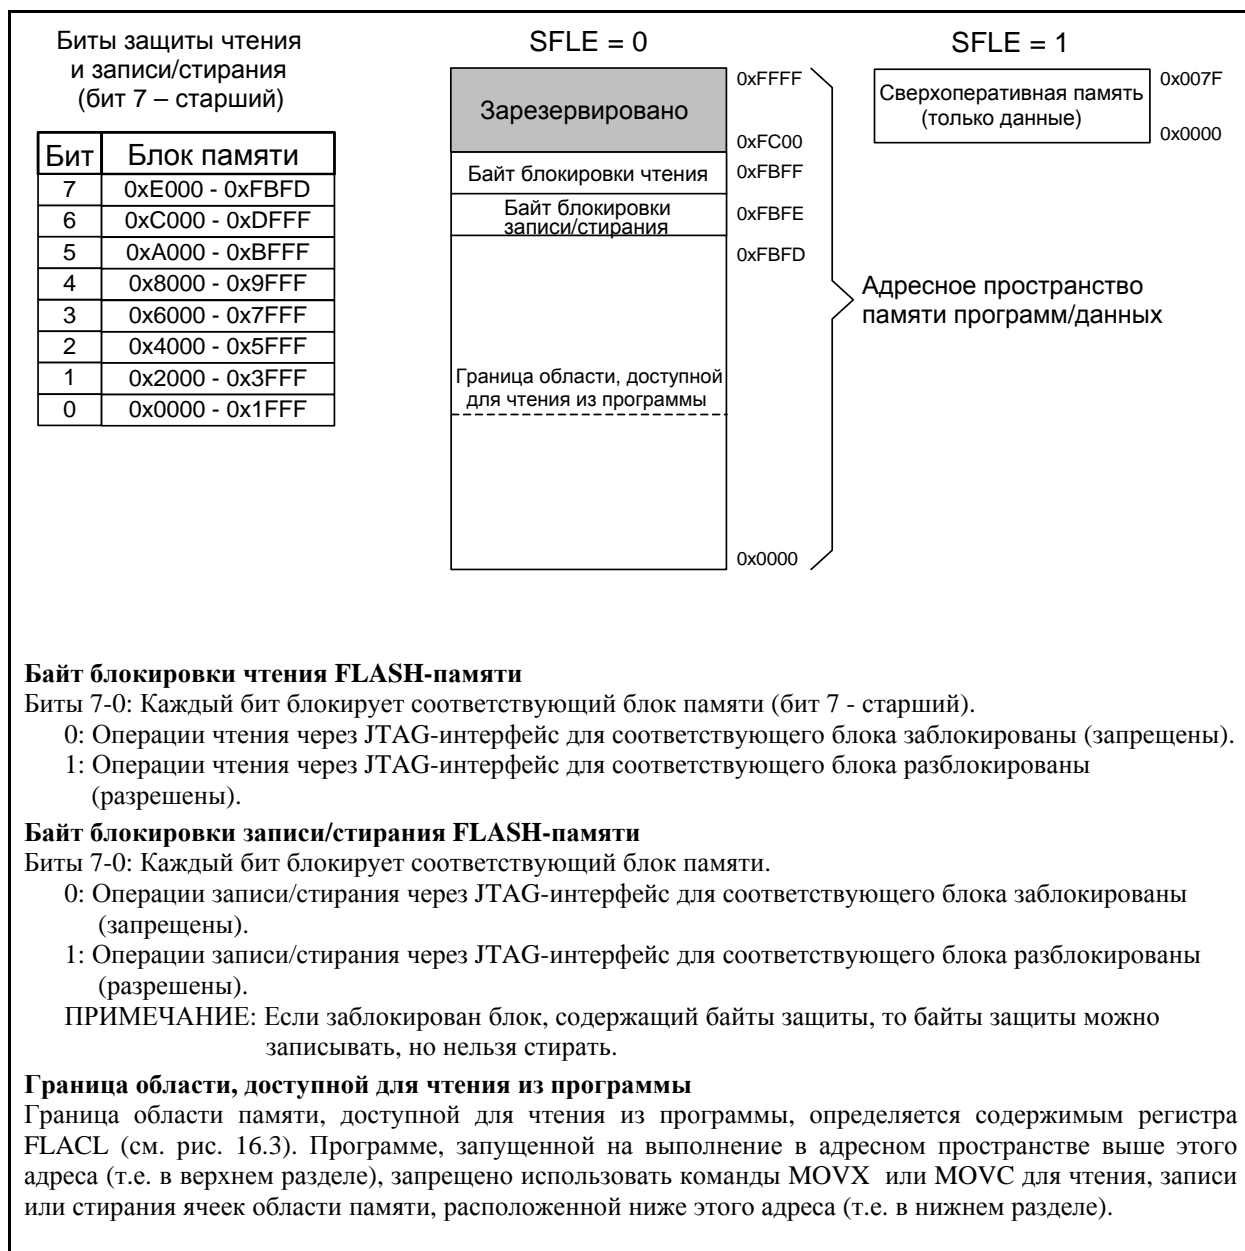 Биты защиты чтения
и записи/стирания
(бит 7 – старший)
Бит Блок памяти
7 0xE000 - 0xFBFD
6 0xC000 - 0xDFFF
5 0xA000 - 0xBFFF
4 0x8000 - 0x9FFF
3 0x6000 - 0x7FFF
2 0x4000 - 0x5FFF
1 0x2000 - 0x3FFF
0 0x0000 - 0x1FFF
SFLE = 0
Зарезервировано
0xFFFF
0xFC00
Байт блокировки чтения
0xFBFF
Байт блокировки
записи/стирания
0xFBFE
0xFBFD
Граница области, доступной
для чтения из программы
0x0000
Адресное пространство
памяти программ/данных
SFLE = 1
Сверхоперативная память
(только данные)
0x007F
0x0000
Байт блокировки чтения FLASH-памяти
Биты 7-0: Каждый бит блокирует соответствующий блок памяти (бит 7 - старший).
0: Операции чтения через JTAG-интерфейс для соответствующего блока заблокированы (запрещены).
1: Операции чтения через JTAG-интерфейс для соответствующего блока разблокированы
(разрешены).
Байт блокировки записи/стирания FLASH-памяти
Биты 7-0: Каждый бит блокирует соответствующий блок памяти.
0: Операции записи/стирания через JTAG-интерфейс для соответствующего блока заблокированы
(запрещены).
1: Операции записи/стирания через JTAG-интерфейс для соответствующего блока разблокированы
(разрешены).
ПРИМЕЧАНИЕ: Если заблокирован блок, содержащий байты защиты, то байты защиты можно
записывать, но нельзя стирать.
Граница области, доступной для чтения из программы
Граница области памяти, доступной для чтения из программы, определяется содержимым регистра
FLACL (см. рис. 16.3). Программе, запущенной на выполнение в адресном пространстве выше этого
адреса (т.е. в верхнем разделе), запрещено использовать команды MOVX или MOVC для чтения, записи
или стирания ячеек области памяти, расположенной ниже этого адреса (т.е. в нижнем разделе).